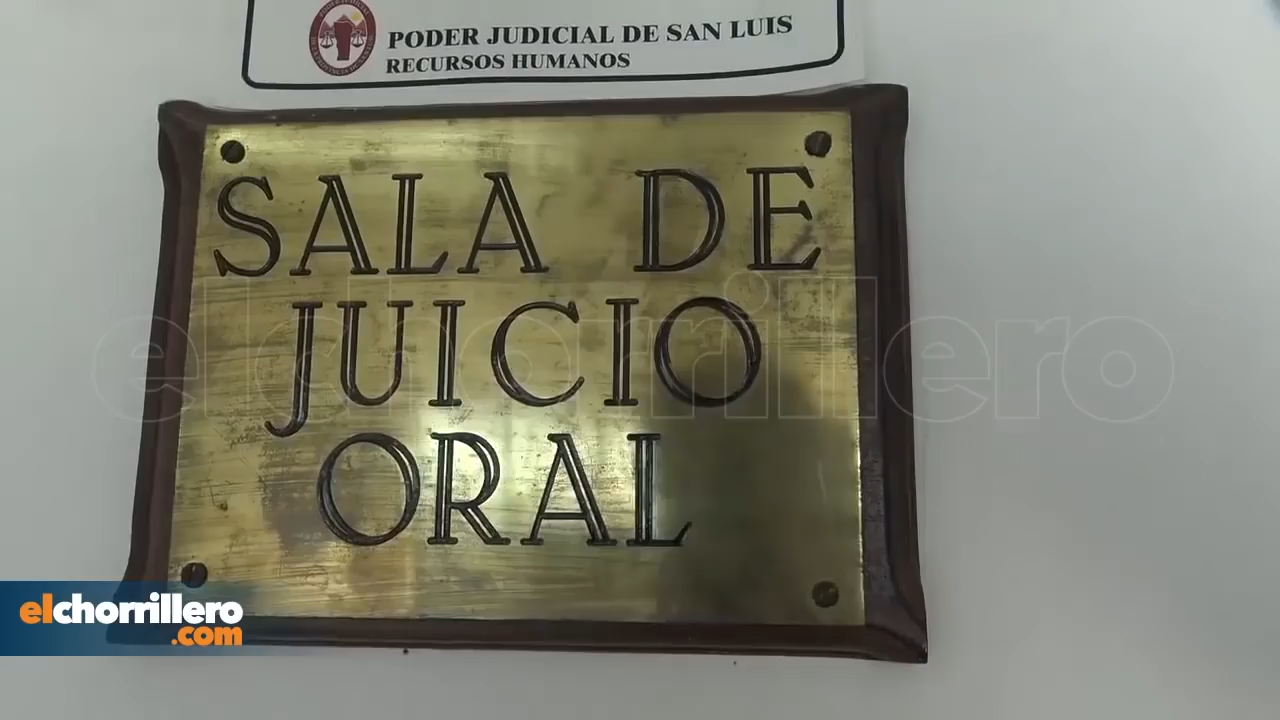 PODER JUDICIAL DE SAN LUIS
RECURSOS HUMANOS
SALA DE
JUICIO
ORAL
elchorrillero
elchorrillero
.com